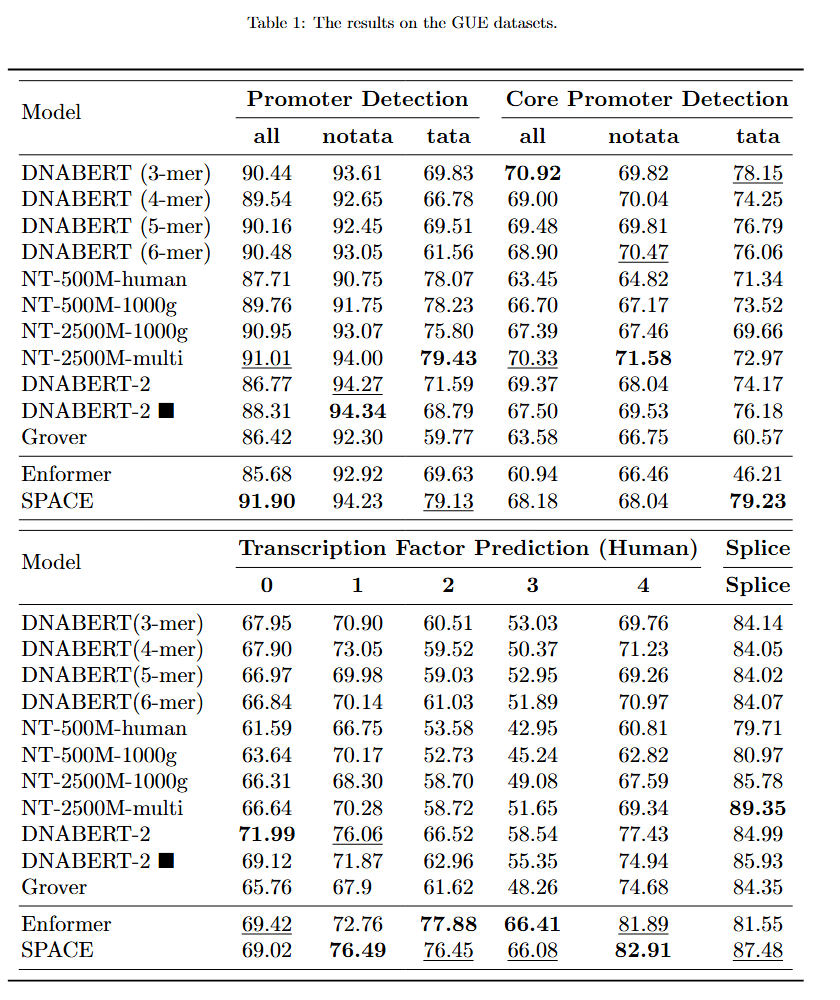 Table 1: The results on the GUE datasets.
Model Promoter Detection Core Promoter Detection
all notata tata all notata tata
DNABERT (3-mer) 90.44 93.61 69.83 70.92 69.82 78.15
DNABERT (4-mer) 89.54 92.65 66.78 69.00 70.04 74.25
DNABERT (5-mer) 90.16 92.45 69.51 69.48 69.81 76.79
DNABERT (6-mer) 90.48 93.05 61.56 68.90 70.47 76.06
NT-500M-human 87.71 90.75 78.07 63.45 64.82 71.34
NT-500M-1000g 89.76 91.75 78.23 66.70 67.17 73.52
NT-2500M-1000g 90.95 93.07 75.80 67.39 67.46 69.66
NT-2500M-multi 91.01 94.00 79.43 70.33 71.58 72.97
DNABERT-2 86.77 94.27 71.59 69.37 68.04 74.17
DNABERT-2 ■ 88.31 94.34 68.79 67.50 69.53 76.18
Grover 86.42 92.30 59.77 63.58 66.75 60.57
Enformer 85.68 92.92 69.63 60.94 66.46 46.21
SPACE 91.90 94.23 79.13 68.18 68.04 79.23
Model Transcription Factor Prediction (Human) Splice
0 1 2 3 4 Splice
DNABERT(3-mer) 67.95 70.90 60.51 53.03 69.76 84.14
DNABERT(4-mer) 67.90 73.05 59.52 50.37 71.23 84.05
DNABERT(5-mer) 66.97 69.98 59.03 52.95 69.26 84.02
DNABERT(6-mer) 66.84 70.14 61.03 51.89 70.97 84.07
NT-500M-human 61.59 66.75 53.58 42.95 60.81 79.71
NT-500M-1000g 63.64 70.17 52.73 45.24 62.82 80.97
NT-2500M-1000g 66.31 68.30 58.70 49.08 67.59 85.78
NT-2500M-multi 66.64 70.28 58.72 51.65 69.34 89.35
DNABERT-2 71.99 76.06 66.52 58.54 77.43 84.99
DNABERT-2 ■ 69.12 71.87 62.96 55.35 74.94 85.93
Grover 65.76 67.9 61.62 48.26 74.68 84.35
Enformer 69.42 72.76 77.88 66.41 81.89 81.55
SPACE 69.02 76.49 76.45 66.08 82.91 87.48